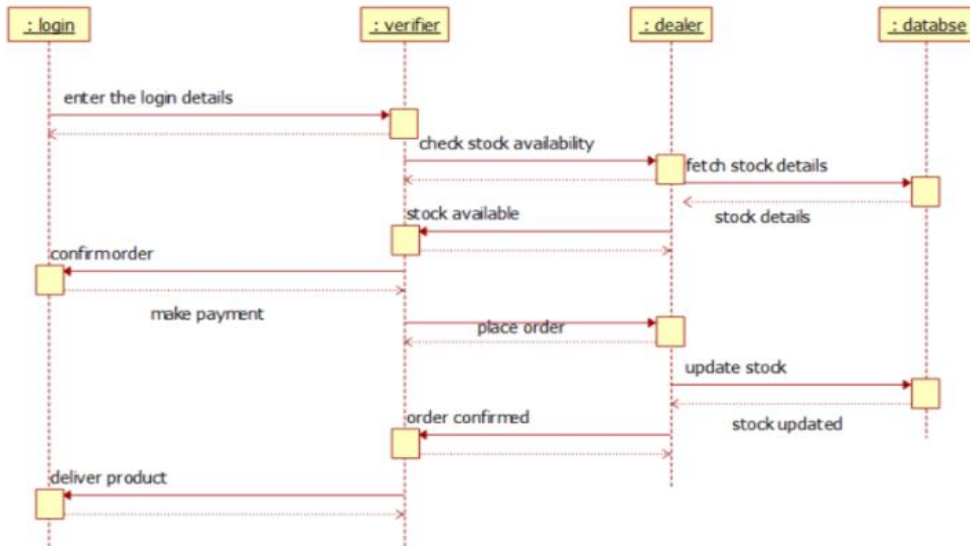 : login
: verifier
: dealer
: databse
enter the login details
check stock availability
fetch stock details
stock details
stock available
confirmorder
make payment
place order
update stock
stock updated
order confirmed
deliver product